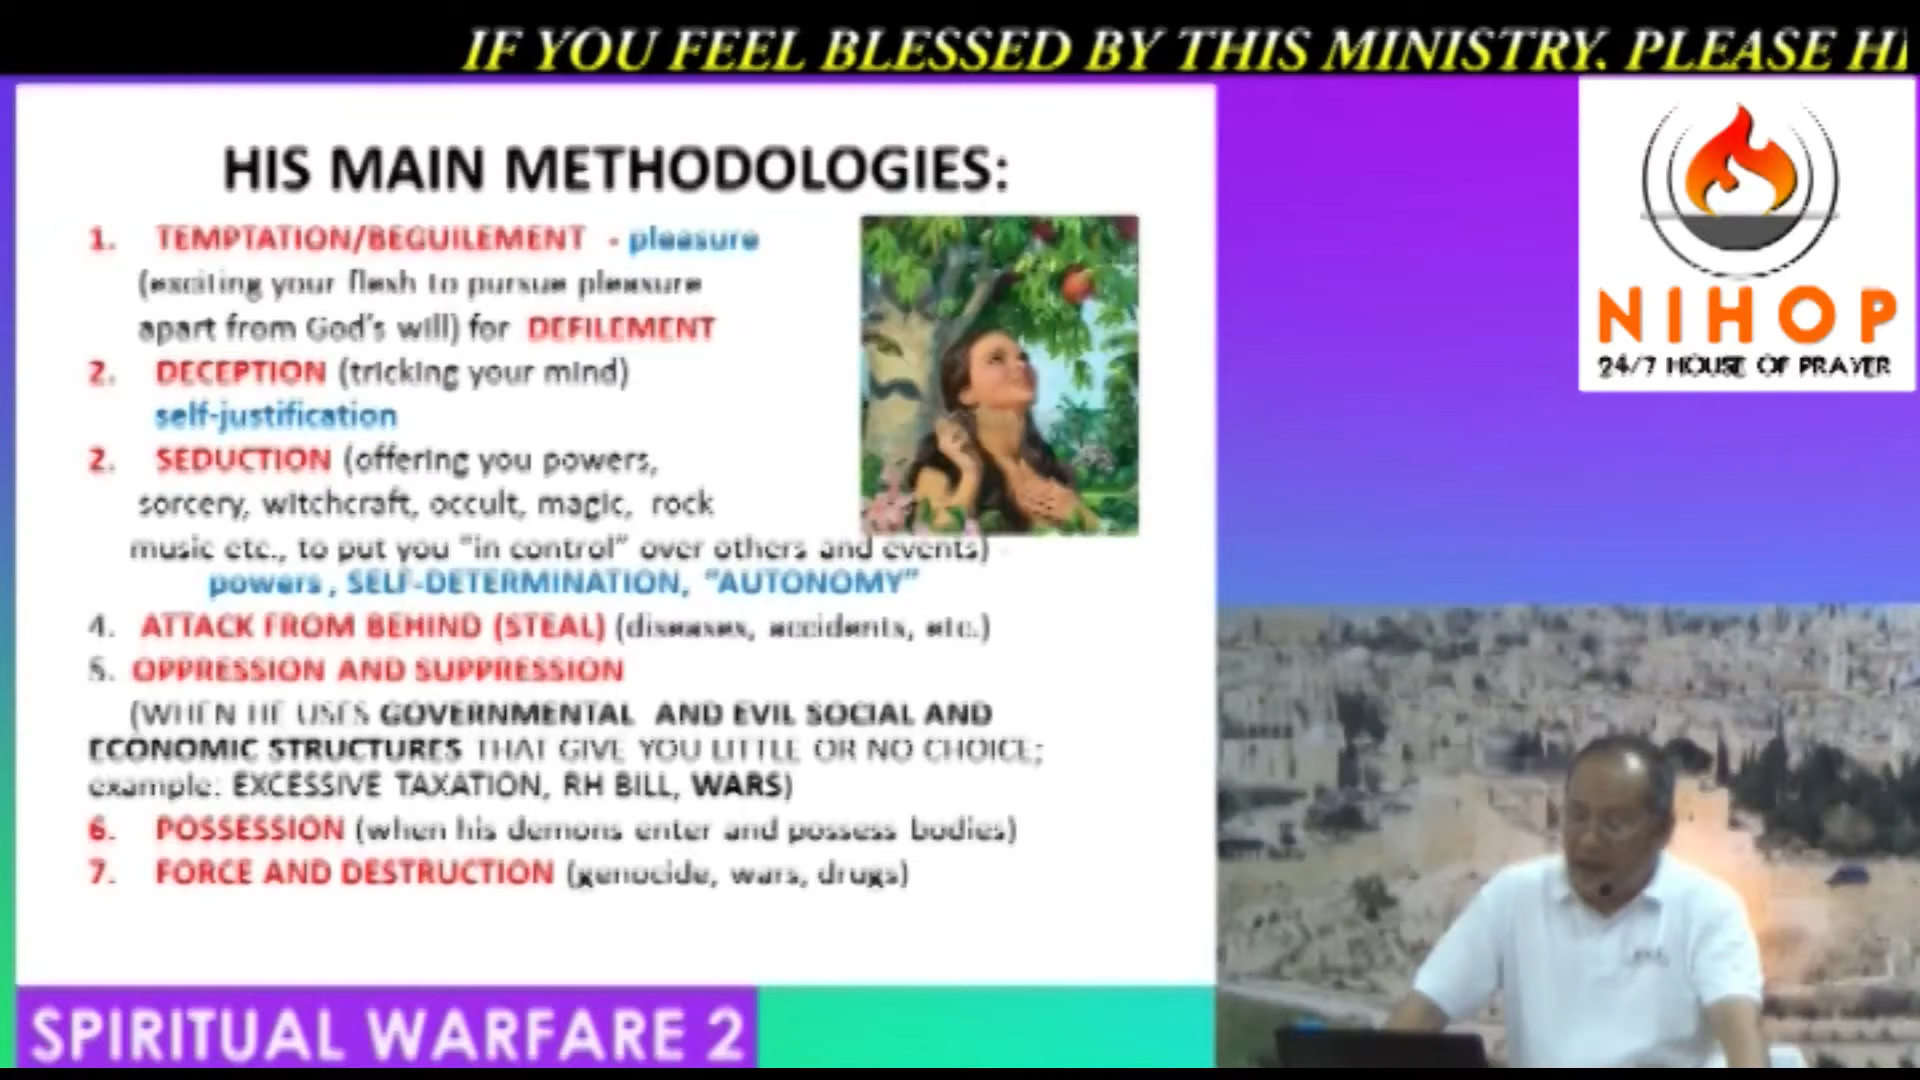 IF YOU FEEL BLESSED BY THIS MINISTRY. PLEASE HI
HIS MAIN METHODOLOGIES:
1. TEMPTATION/BEGUILEMENT - pleasure
(exciting your flesh to pursue pleasure
apart from God's will) for DEFILEMENT
2. DECEPTION (tricking your mind)
self-justification
2. SEDUCTION (offering you powers,
sorcery, witchcraft, occult, magic, rock
music etc., to put you "in control" over others and events)
powers, SELF-DETERMINATION, "AUTONOMY"
4. ATTACK FROM BEHIND (STEAL) (diseases, accidents, etc.)
5. OPPRESSION AND SUPPRESSION
(WHEN HE USES GOVERNMENTAL AND EVIL SOCIAL AND
ECONOMIC STRUCTURES THAT GIVE YOU LITTLE OR NO CHOICE;
example: EXCESSIVE TAXATION, RH BILL, WARS)
6. POSSESSION (when his demons enter and possess bodies)
7. FORCE AND DESTRUCTION (genocide, wars, drugs)
SPIRITUAL WARFARE 2
NIHOP
24/7 HOUSE OF PRAYER